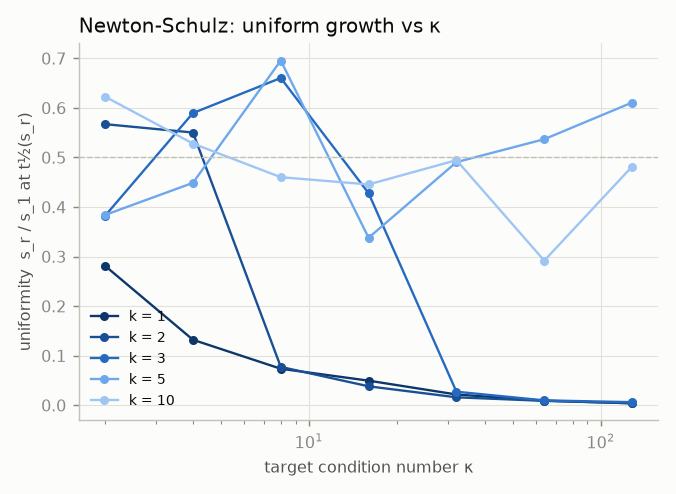 Newton-Schulz: uniform growth vs κ
uniformity s_r / s_1 at t½(s_r)
0.7
0.6
0.5
0.4
0.3
0.2
0.1
0.0
k = 1
k = 2
k = 3
k = 5
k = 10
10¹
10²
target condition number κ